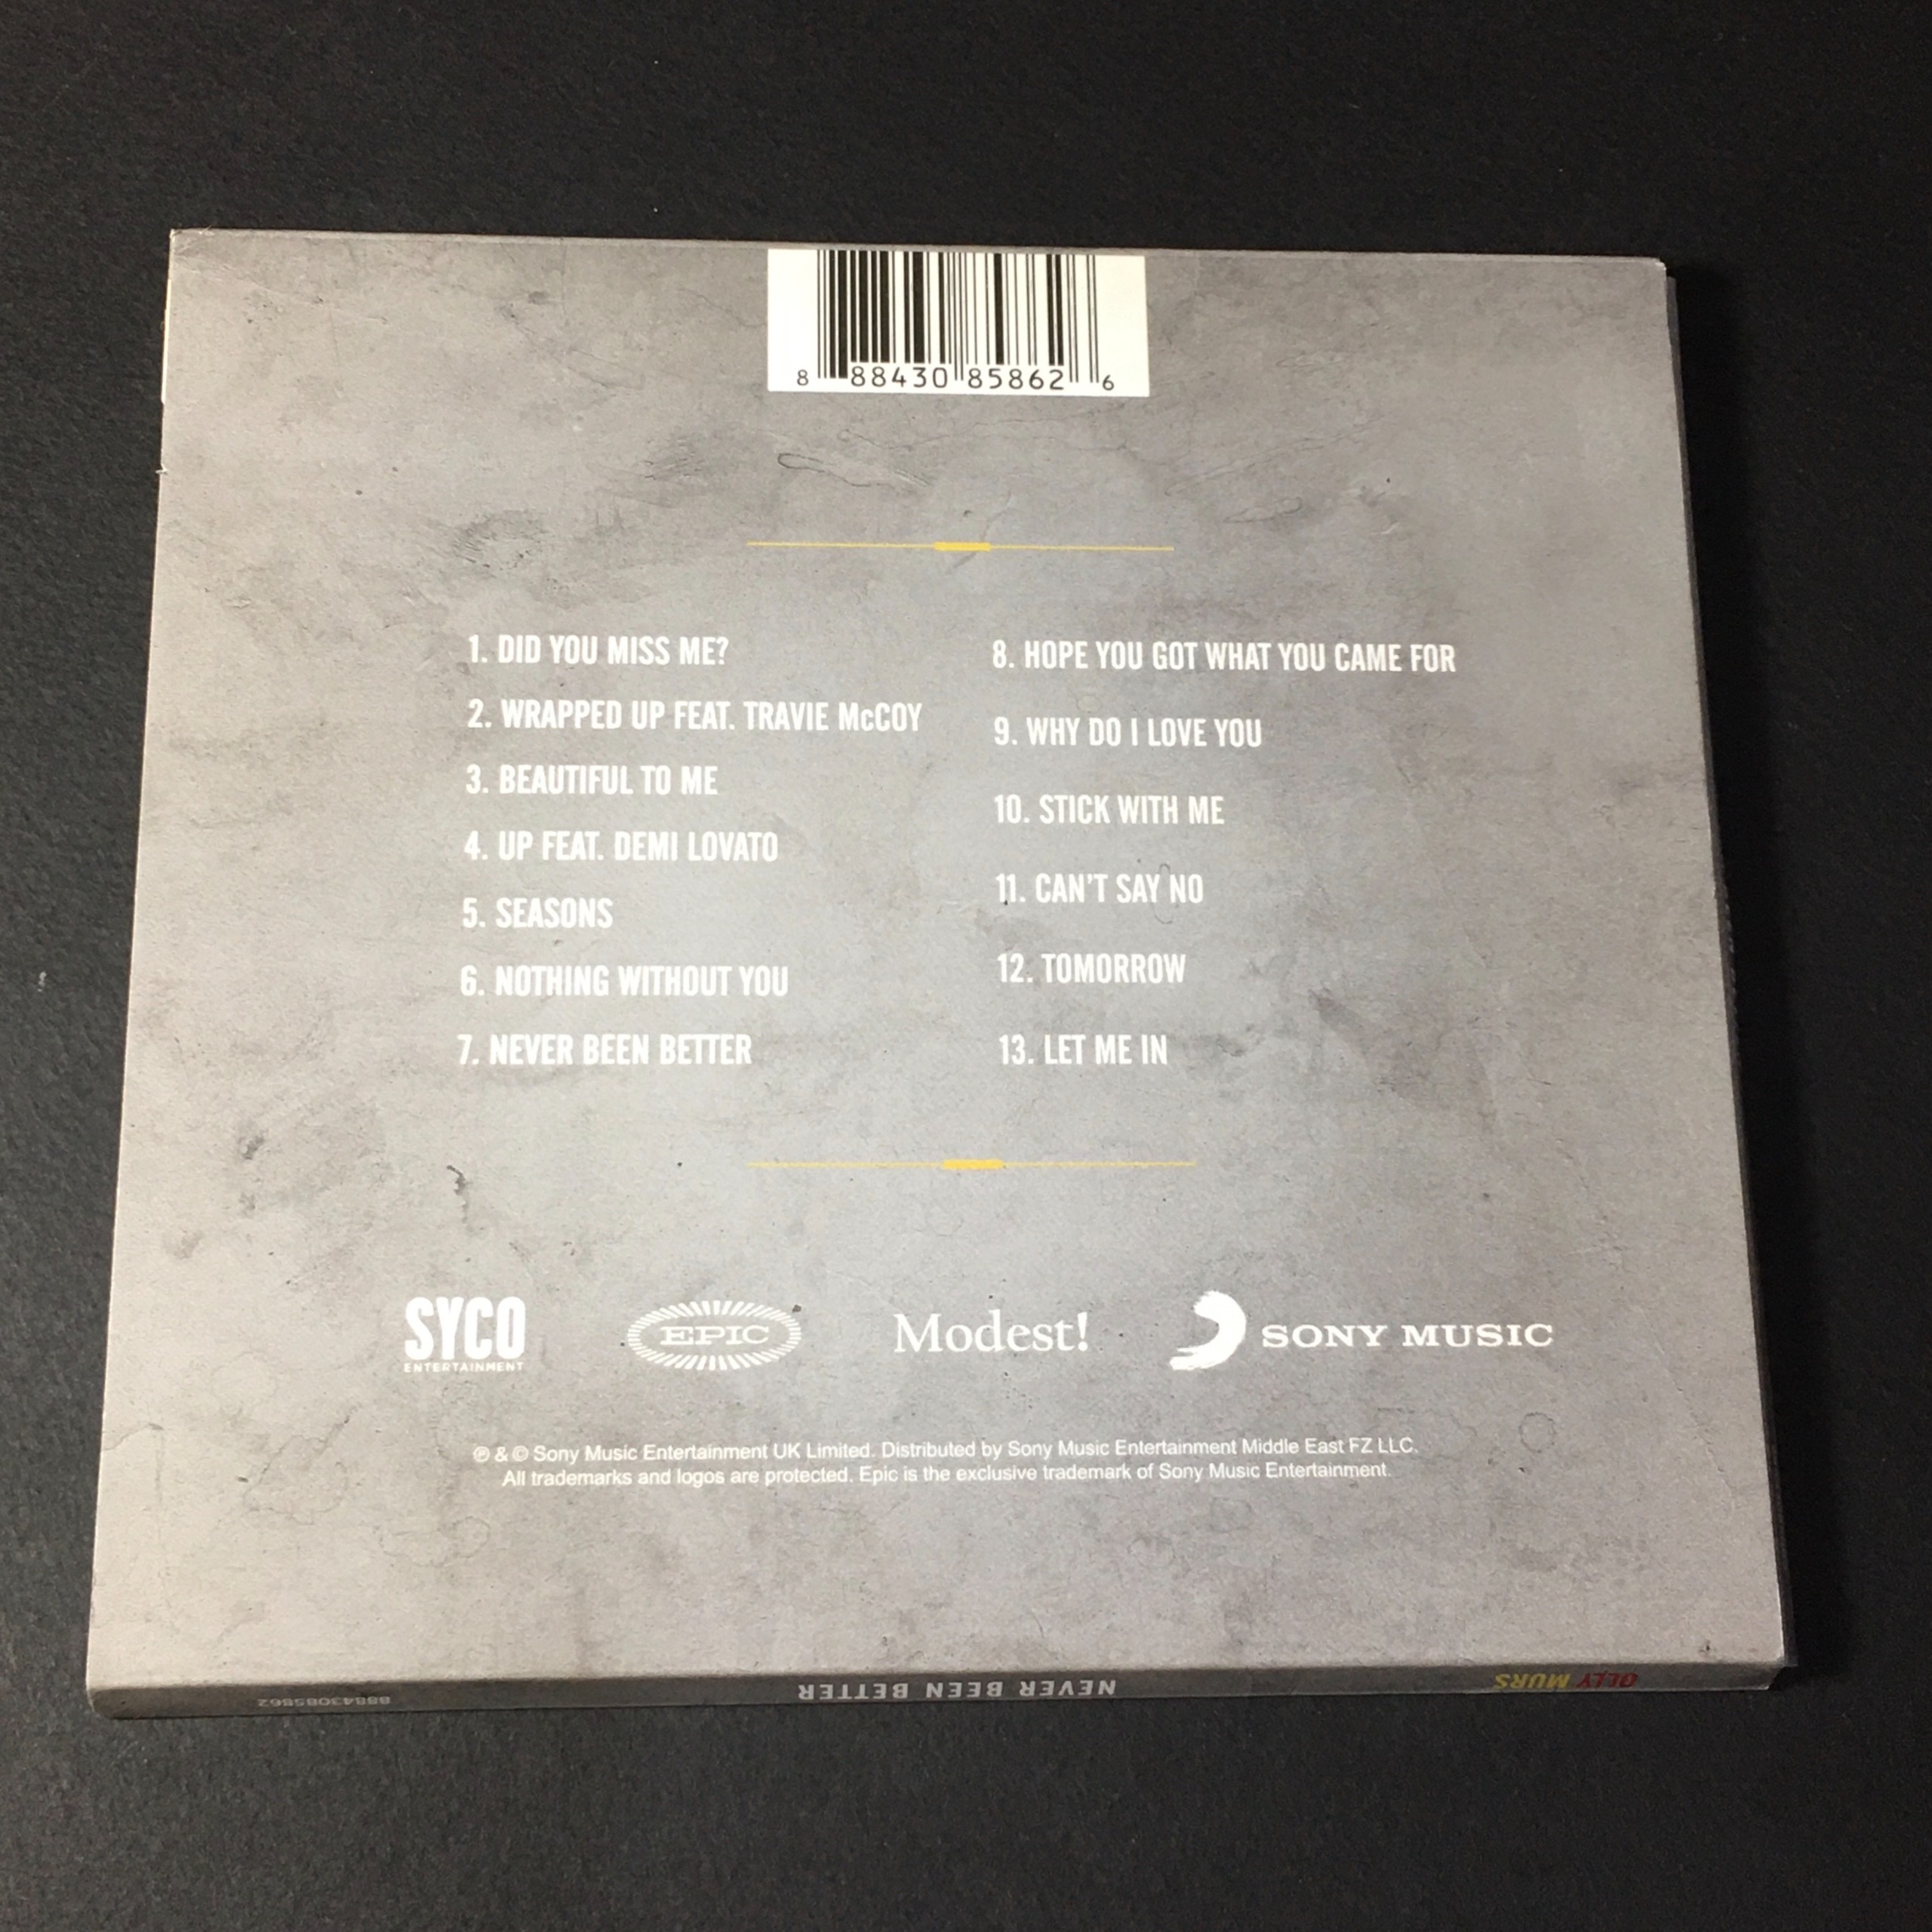 8 88430 85862 6
1. DID YOU MISS ME?
2. WRAPPED UP FEAT. TRAVIE McCOY
3. BEAUTIFUL TO ME
4. UP FEAT. DEMI LOVATO
5. SEASONS
6. NOTHING WITHOUT YOU
7. NEVER BEEN BETTER
8. HOPE YOU GOT WHAT YOU CAME FOR
9. WHY DO I LOVE YOU
10. STICK WITH ME
11. CAN'T SAY NO
12. TOMORROW
13. LET ME IN
SYCO
ENTERTAINMENT
EPIC
Modest!
SONY MUSIC
℗ & © Sony Music Entertainment UK Limited. Distributed by Sony Music Entertainment Middle East FZ LLC.
All trademarks and logos are protected. Epic is the exclusive trademark of Sony Music Entertainment.
OLLY MURS
NEVER BEEN BETTER
88843085862